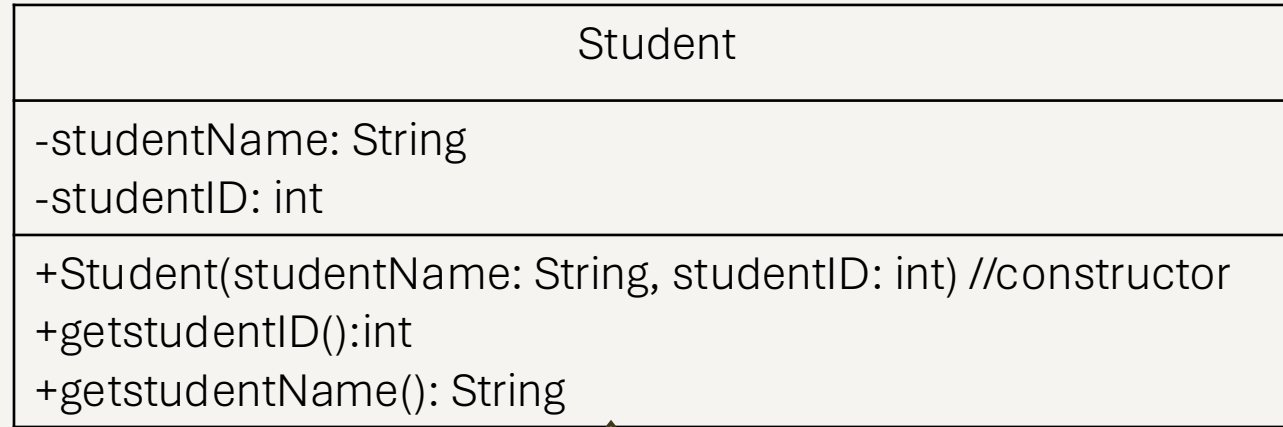 Student
-studentName: String
-studentID: int
+Student(studentName: String, studentID: int) //constructor
+getstudentID():int
+getstudentName(): String